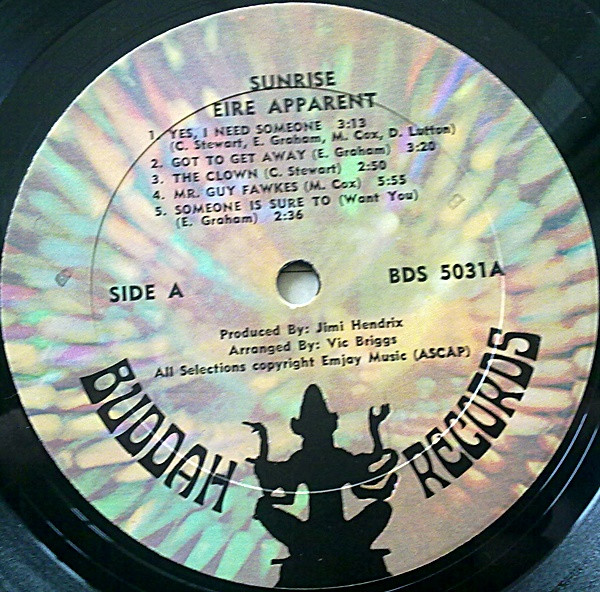 SUNRISE
EIRE APPARENT
1. YES, I NEED SOMEONE 3:13
(C. Stewart, E. Graham, M. Cox, D. Lutton)
2. GOT TO GET AWAY (E. Graham) 3:20
3. THE CLOWN (C. Stewart) 2:50
4. MR. GUY FAWKES (M. Cox) 5:55
5. SOMEONE IS SURE TO (Want You)
(E. Graham) 2:36
SIDE A
BDS 5031A
Produced By: Jimi Hendrix
Arranged By: Vic Briggs
All Selections copyright Emjay Music (ASCAP)
BUDDAH RECORDS